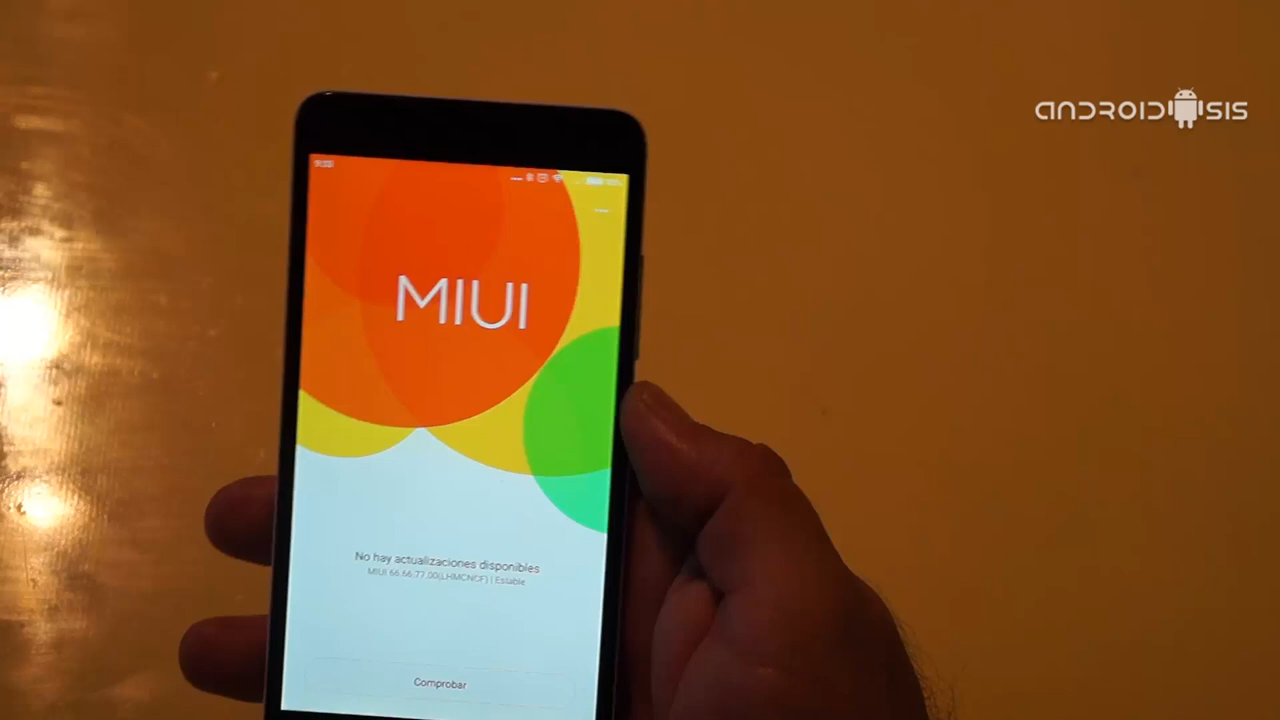 ANDROIDSIS
MIUI
No hay actualizaciones disponibles
MIUI 66.66.77.00(LHMCNCF) | Estable
Comprobar